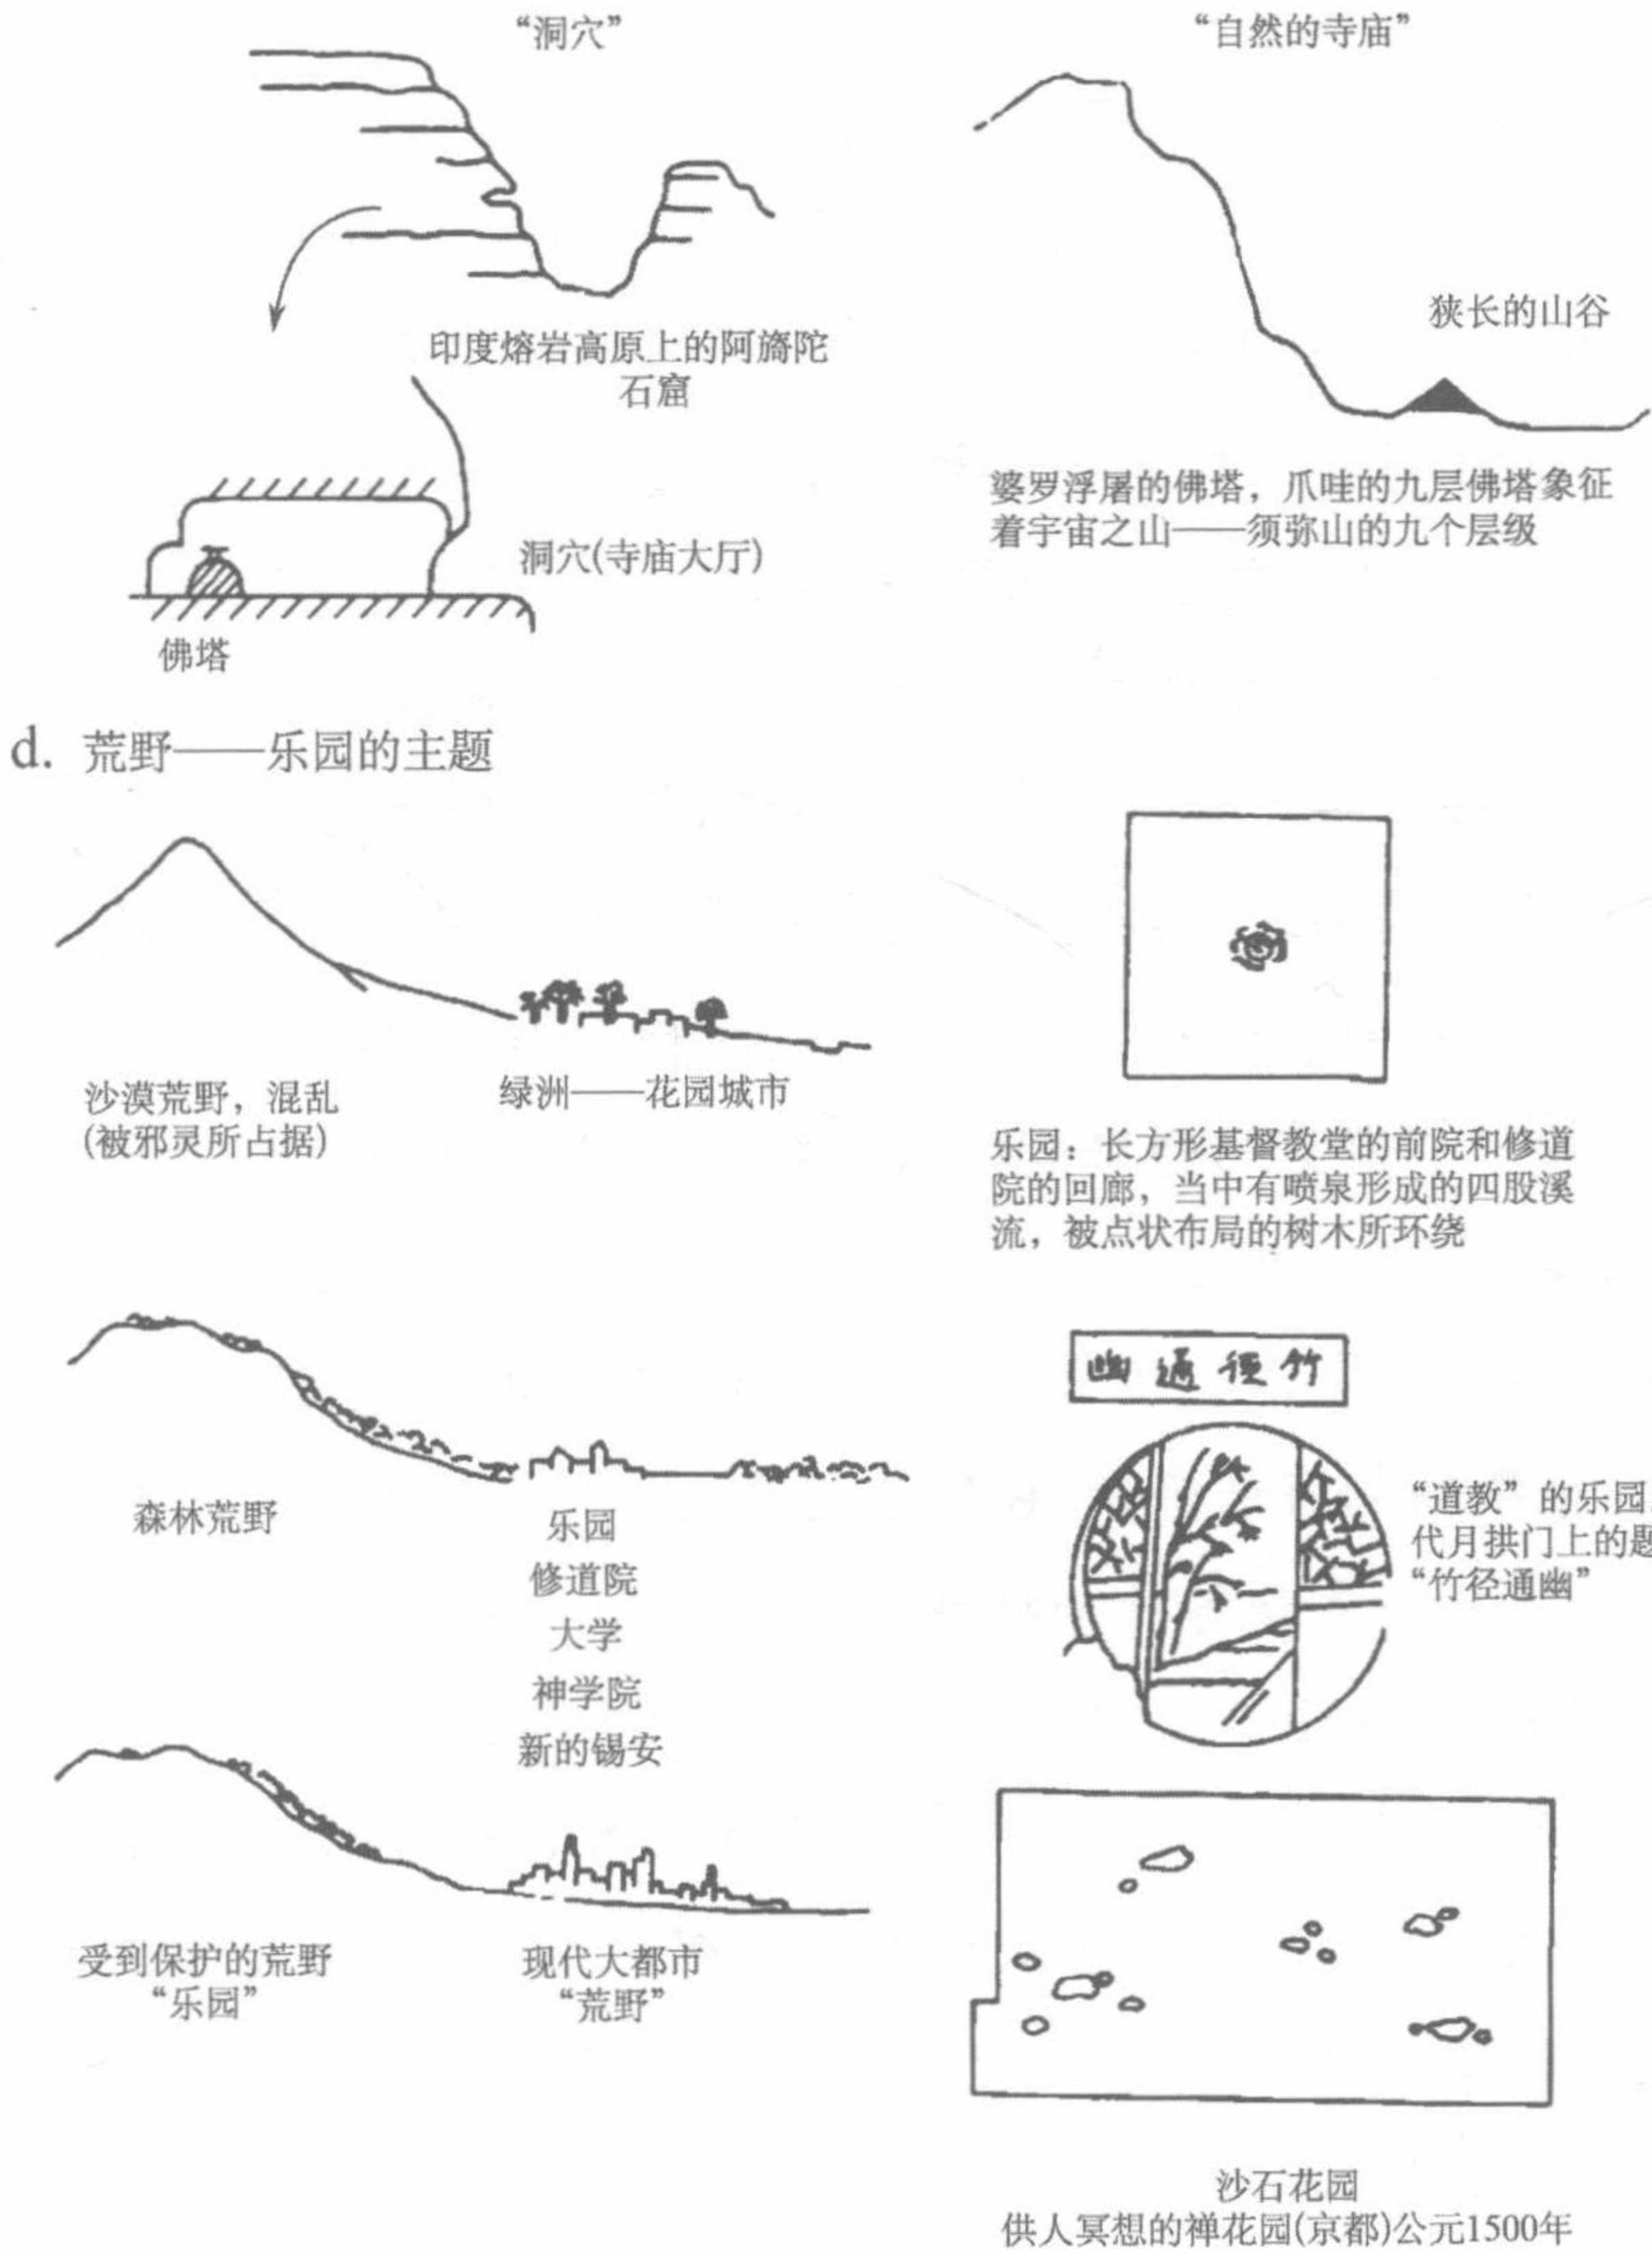 “洞穴”
印度熔岩高原上的阿旖陀
石窟
洞穴(寺庙大厅)
佛塔
“自然的寺庙”
狭长的山谷
婆罗浮屠的佛塔，爪哇的九层佛塔象征
着宇宙之山——须弥山的九个层级
d. 荒野——乐园的主题
沙漠荒野，混乱
(被邪灵所占据)
绿洲——花园城市
乐园：长方形基督教堂的前院和修道
院的回廊，当中有喷泉形成的四股溪
流，被点状布局的树木所环绕
森林荒野
乐园
修道院
大学
神学院
新的锡安
竹徑通幽
“道教”的乐园
代月拱门上的题
“竹径通幽”
受到保护的荒野
“乐园”
现代大都市
“荒野”
沙石花园
供人冥想的禅花园(京都)公元1500年